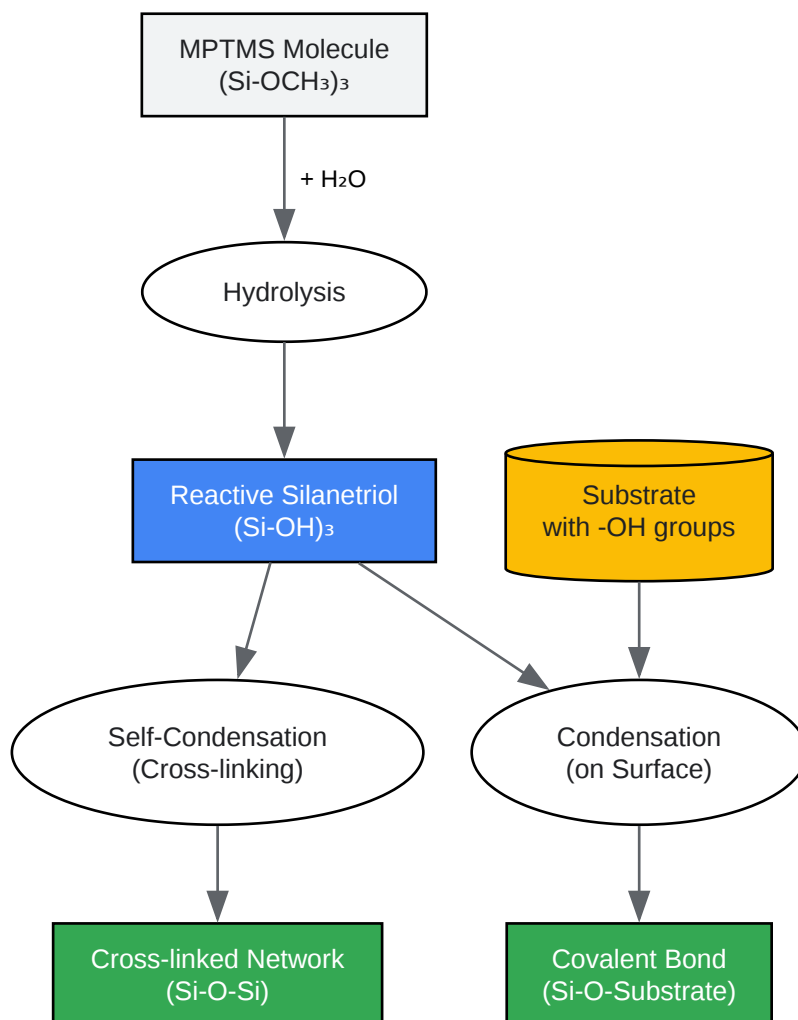 MPTMS Molecule
(Si-OCH₃)₃
+ H₂O
Hydrolysis
Reactive Silanetriol
(Si-OH)₃
Substrate
with -OH groups
Self-Condensation
(Cross-linking)
Condensation
(on Surface)
Cross-linked Network
(Si-O-Si)
Covalent Bond
(Si-O-Substrate)